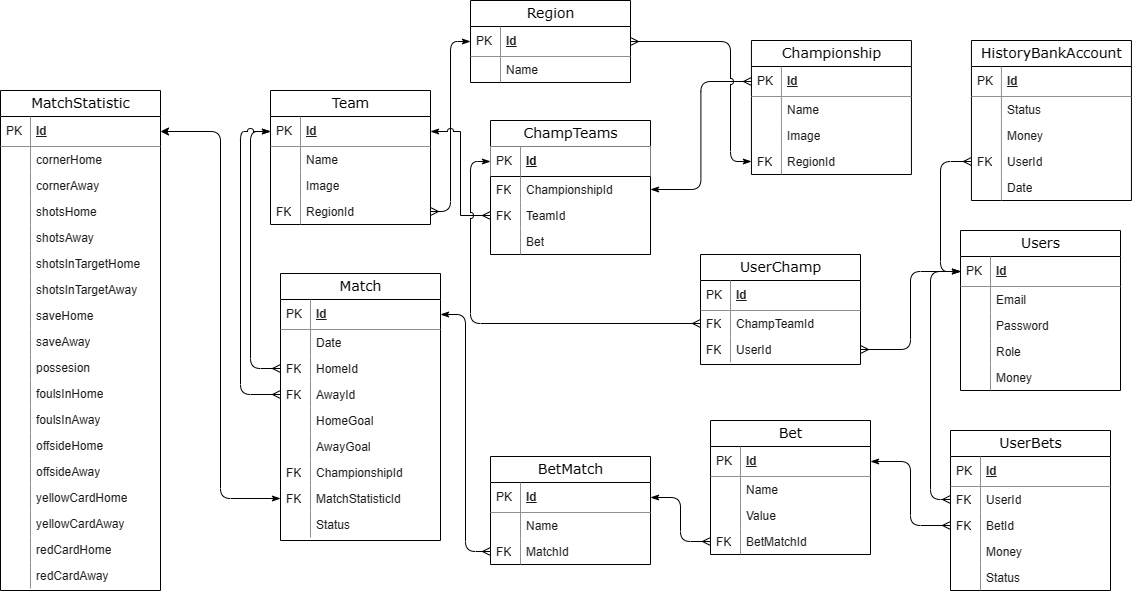 Region
PK Id
Name
Championship
PK Id
Name
Image
FK RegionId
HistoryBankAccount
PK Id
Status
Money
FK UserId
Date
MatchStatistic
PK Id
cornerHome
cornerAway
shotsHome
shotsAway
shotsInTargetHome
shotsInTargetAway
saveHome
saveAway
possesion
foulsInHome
foulsInAway
offsideHome
offsideAway
yellowCardHome
yellowCardAway
redCardHome
redCardAway
Team
PK Id
Name
Image
FK RegionId
ChampTeams
PK Id
FK ChampionshipId
FK TeamId
Bet
Users
PK Id
Email
Password
Role
Money
UserChamp
PK Id
FK ChampTeamId
FK UserId
Match
PK Id
Date
FK HomeId
FK AwayId
HomeGoal
AwayGoal
FK ChampionshipId
FK MatchStatisticId
Status
BetMatch
PK Id
Name
FK MatchId
Bet
PK Id
Name
Value
FK BetMatchId
UserBets
PK Id
FK UserId
FK BetId
Money
Status